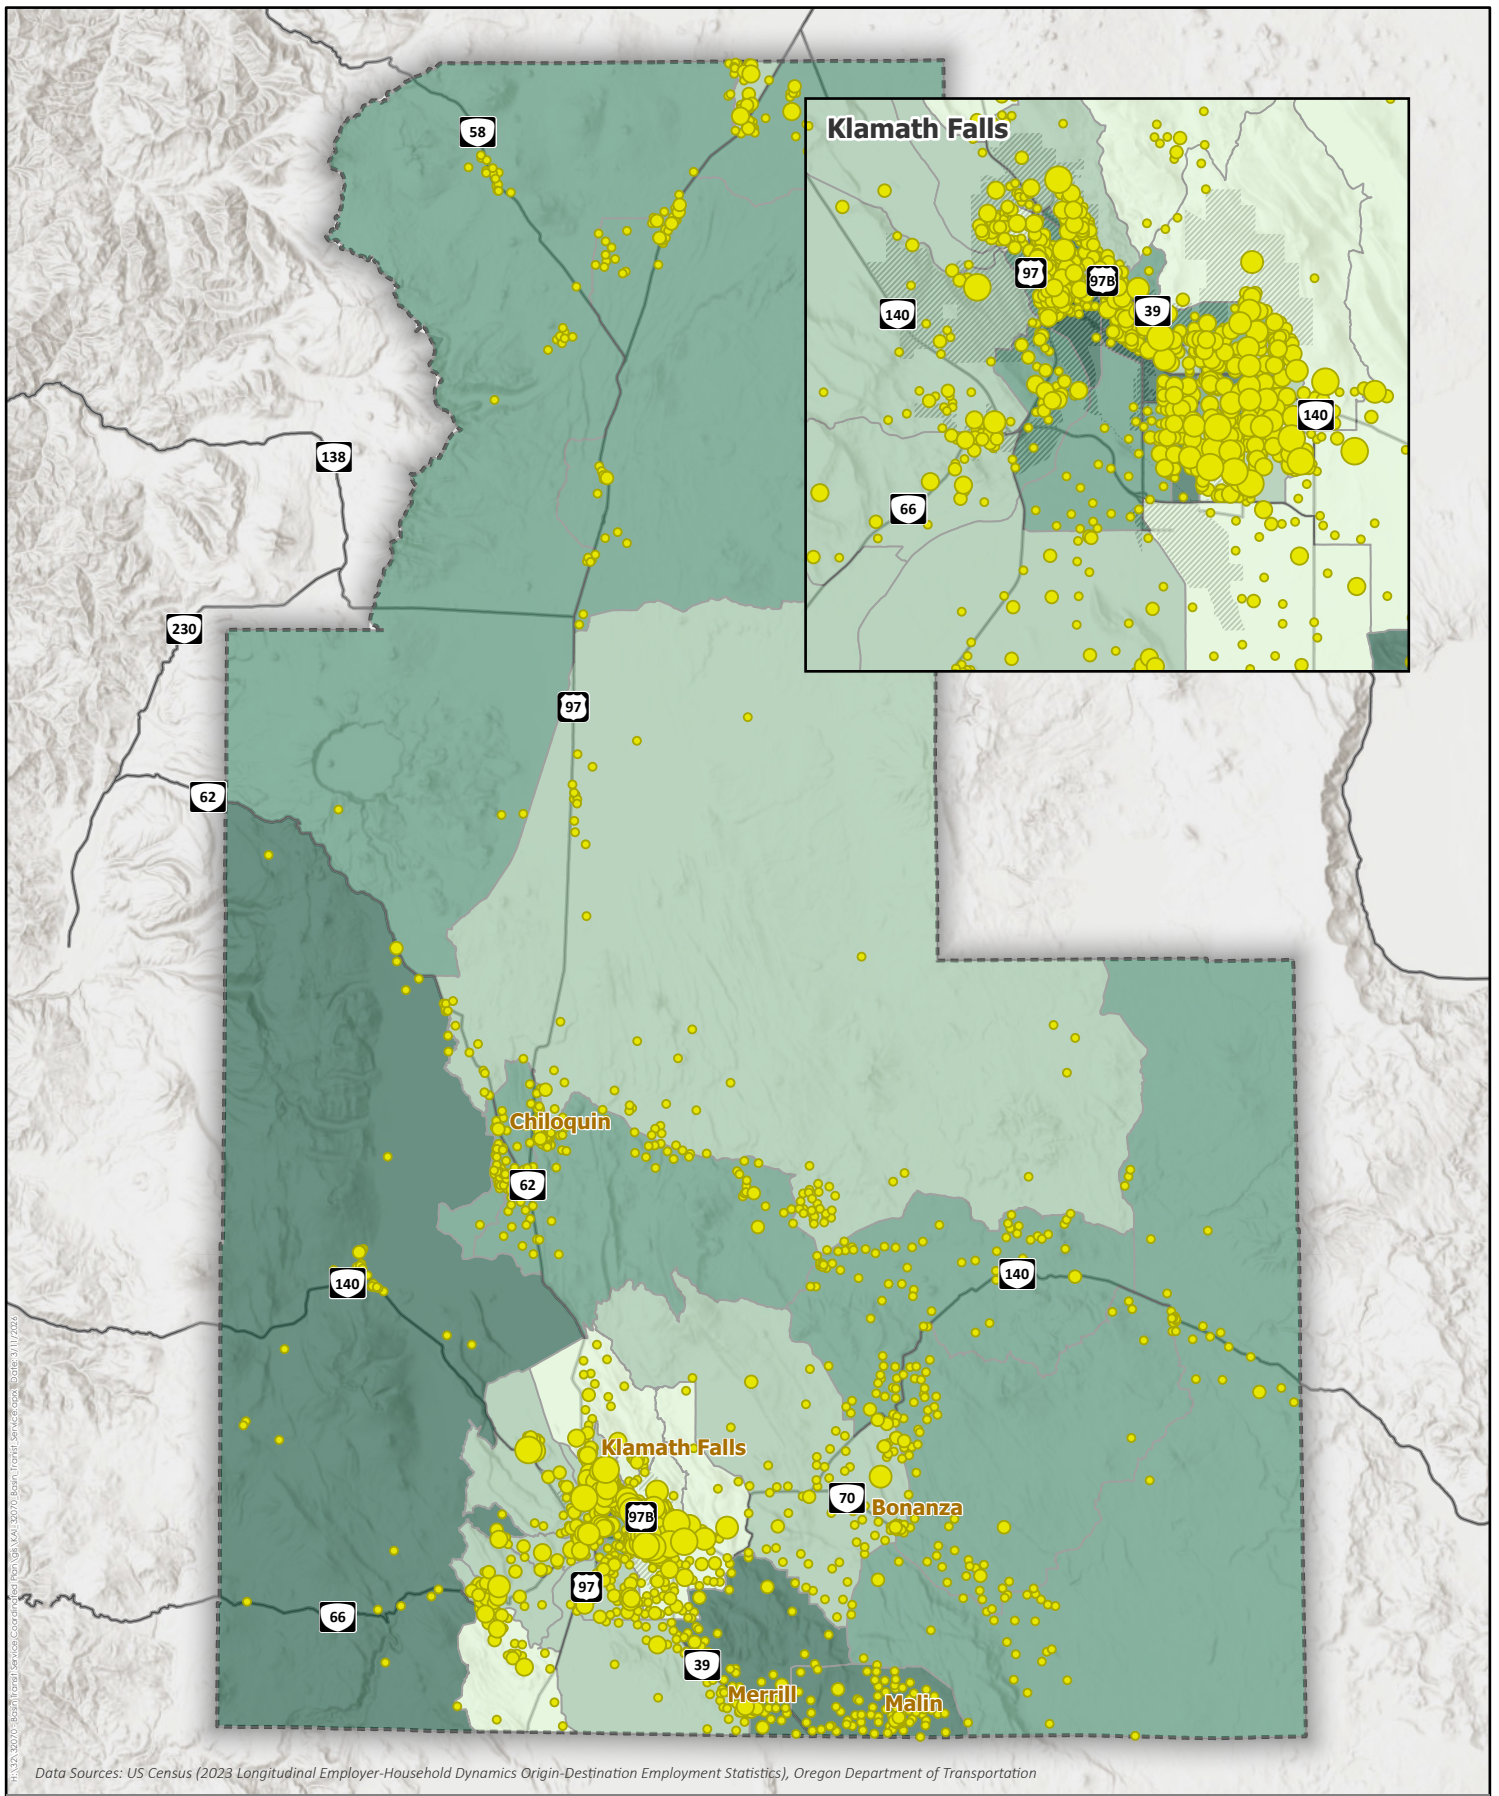 58
Klamath Falls
97
97B
39
140
140
66
138
230
97
62
Chiloquin
62
140
140
Klamath Falls
70
Bonanza
97B
97
66
39
Merrill
Malin
Data Sources: US Census (2023 Longitudinal Employer-Household Dynamics Origin-Destination Employment Statistics), Oregon Department of Transportation